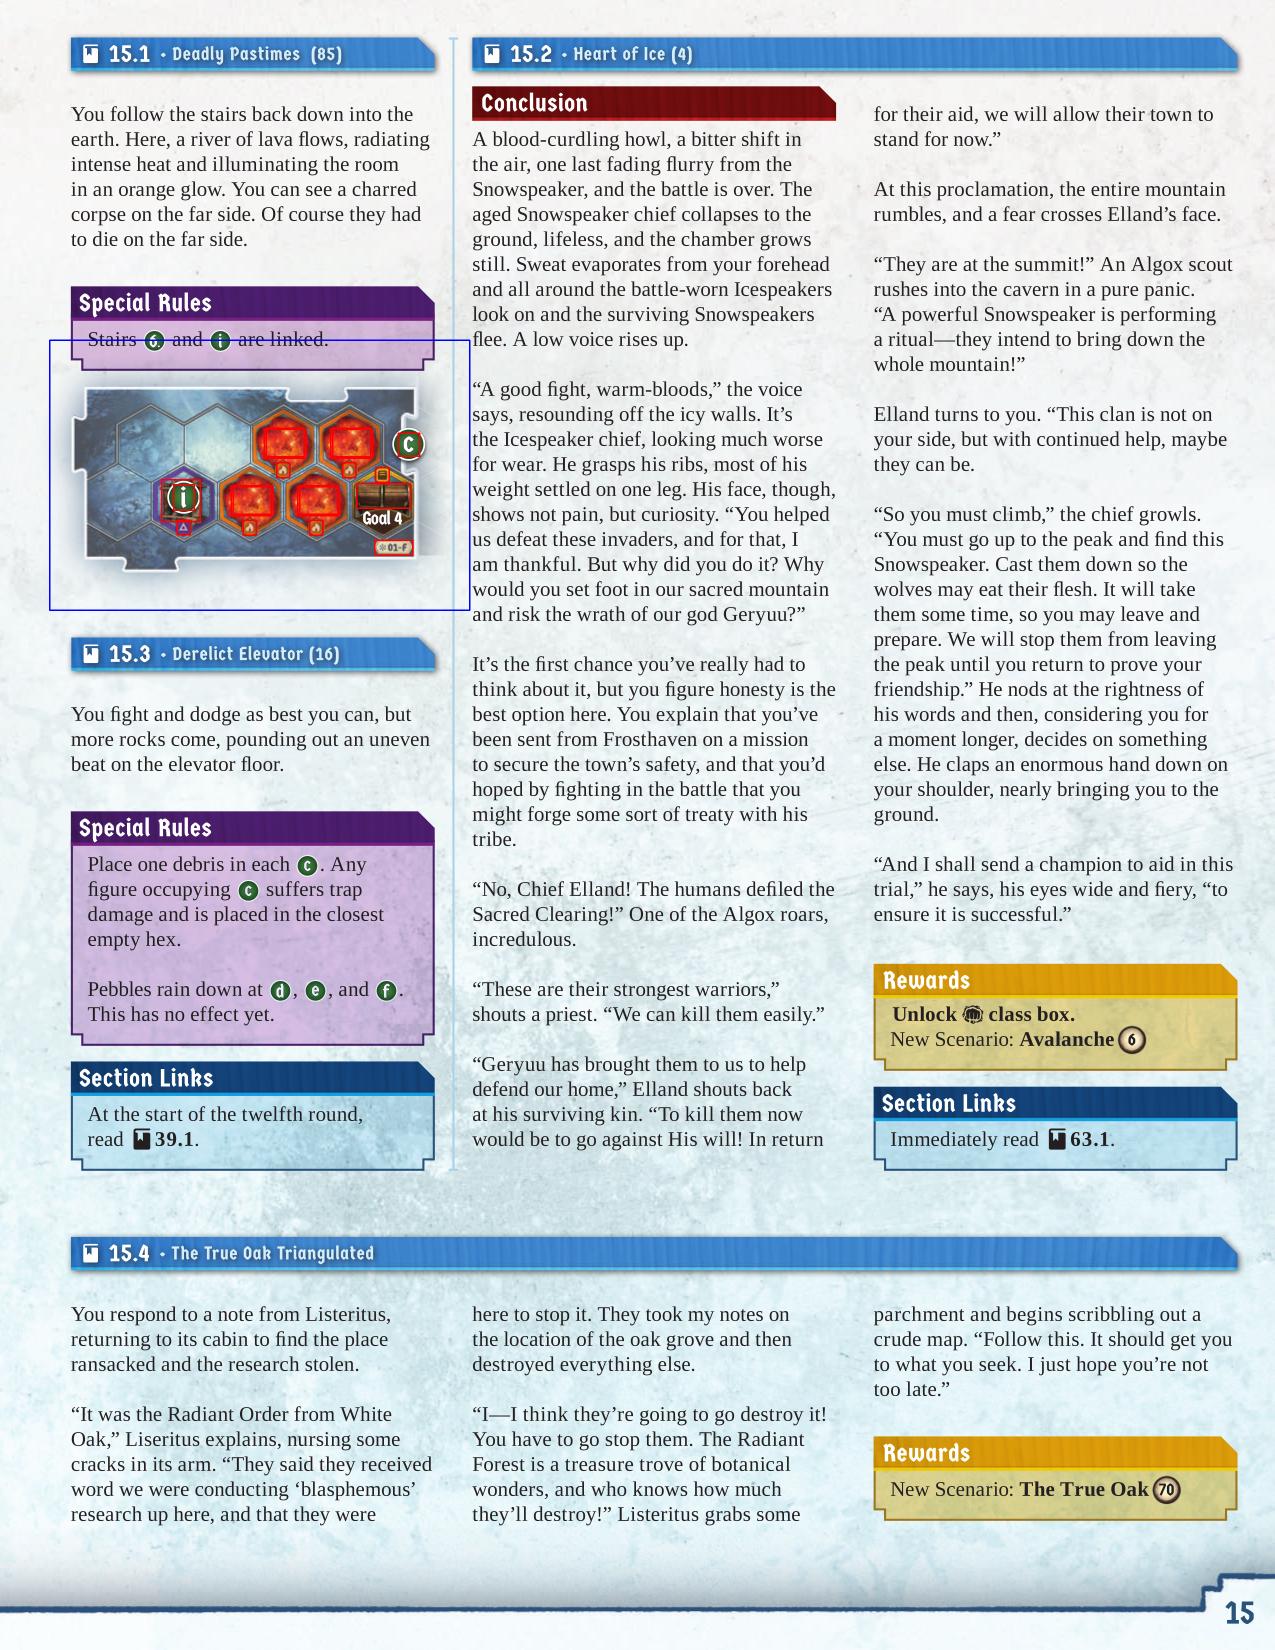 15.1 • Deadly Pastimes (85)
You follow the stairs back down into the
earth. Here, a river of lava flows, radiating
intense heat and illuminating the room
in an orange glow. You can see a charred
corpse on the far side. Of course they had
to die on the far side.
Special Rules
Stairs 6 and i are linked.
C
i
Goal 4
01-F
15.3 • Derelict Elevator (16)
You fight and dodge as best you can, but
more rocks come, pounding out an uneven
beat on the elevator floor.
Special Rules
Place one debris in each c. Any
figure occupying c suffers trap
damage and is placed in the closest
empty hex.
Pebbles rain down at d, e, and f.
This has no effect yet.
Section Links
At the start of the twelfth round,
read 39.1.
15.2 • Heart of Ice (4)
Conclusion
A blood-curdling howl, a bitter shift in
the air, one last fading flurry from the
Snowspeaker, and the battle is over. The
aged Snowspeaker chief collapses to the
ground, lifeless, and the chamber grows
still. Sweat evaporates from your forehead
and all around the battle-worn Icespeakers
look on and the surviving Snowspeakers
flee. A low voice rises up.
“A good fight, warm-bloods,” the voice
says, resounding off the icy walls. It’s
the Icespeaker chief, looking much worse
for wear. He grasps his ribs, most of his
weight settled on one leg. His face, though,
shows not pain, but curiosity. “You helped
us defeat these invaders, and for that, I
am thankful. But why did you do it? Why
would you set foot in our sacred mountain
and risk the wrath of our god Geryuu?”
It’s the first chance you’ve really had to
think about it, but you figure honesty is the
best option here. You explain that you’ve
been sent from Frosthaven on a mission
to secure the town’s safety, and that you’d
hoped by fighting in the battle that you
might forge some sort of treaty with his
tribe.
“No, Chief Elland! The humans defiled the
Sacred Clearing!” One of the Algox roars,
incredulous.
“These are their strongest warriors,”
shouts a priest. “We can kill them easily.”
“Geryuu has brought them to us to help
defend our home,” Elland shouts back
at his surviving kin. “To kill them now
would be to go against His will! In return
for their aid, we will allow their town to
stand for now.”
At this proclamation, the entire mountain
rumbles, and a fear crosses Elland’s face.
“They are at the summit!” An Algox scout
rushes into the cavern in a pure panic.
“A powerful Snowspeaker is performing
a ritual—they intend to bring down the
whole mountain!”
Elland turns to you. “This clan is not on
your side, but with continued help, maybe
they can be.
“So you must climb,” the chief growls.
“You must go up to the peak and find this
Snowspeaker. Cast them down so the
wolves may eat their flesh. It will take
them some time, so you may leave and
prepare. We will stop them from leaving
the peak until you return to prove your
friendship.” He nods at the rightness of
his words and then, considering you for
a moment longer, decides on something
else. He claps an enormous hand down on
your shoulder, nearly bringing you to the
ground.
“And I shall send a champion to aid in this
trial,” he says, his eyes wide and fiery, “to
ensure it is successful.”
Rewards
Unlock class box.
New Scenario: Avalanche 6
Section Links
Immediately read 63.1.
15.4 • The True Oak Triangulated
You respond to a note from Listeritus,
returning to its cabin to find the place
ransacked and the research stolen.
“It was the Radiant Order from White
Oak,” Liseritus explains, nursing some
cracks in its arm. “They said they received
word we were conducting ‘blasphemous’
research up here, and that they were
here to stop it. They took my notes on
the location of the oak grove and then
destroyed everything else.
“I—I think they’re going to go destroy it!
You have to go stop them. The Radiant
Forest is a treasure trove of botanical
wonders, and who knows how much
they’ll destroy!” Listeritus grabs some
parchment and begins scribbling out a
crude map. “Follow this. It should get you
to what you seek. I just hope you’re not
too late.”
Rewards
New Scenario: The True Oak 70
15